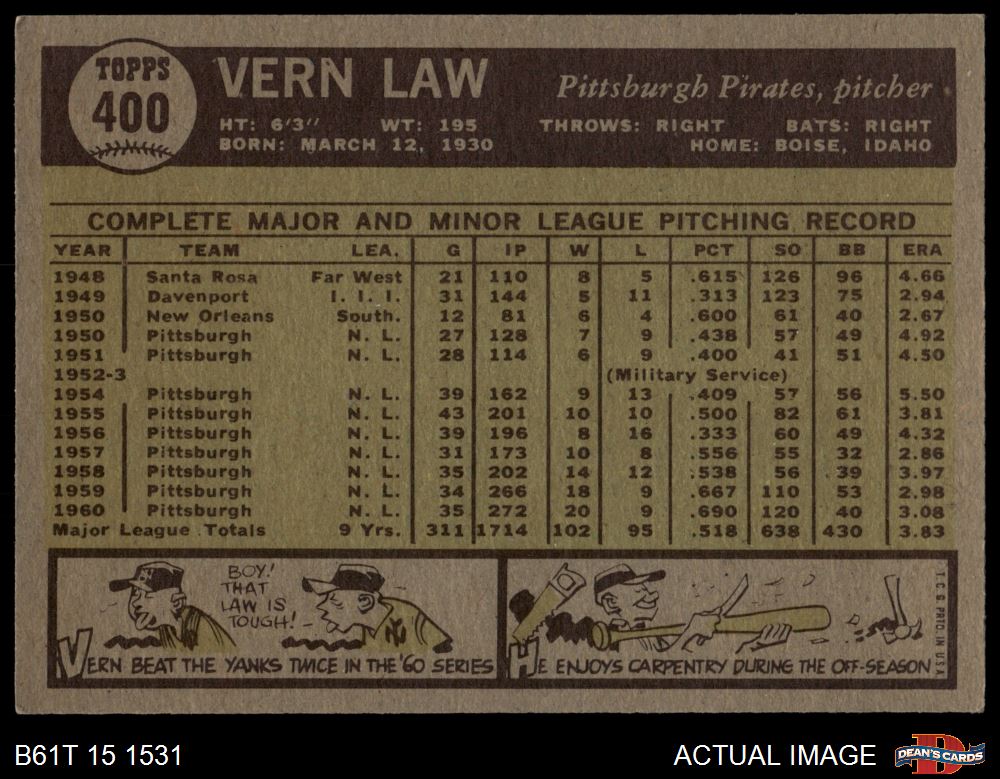 TOPPS
400
VERN LAW
Pittsburgh Pirates, pitcher
HT: 6'3" WT: 195 THROWS: RIGHT BATS: RIGHT
BORN: MARCH 12, 1930 HOME: BOISE, IDAHO
COMPLETE MAJOR AND MINOR LEAGUE PITCHING RECORD
YEAR TEAM LEA. G IP W L PCT SO BB ERA
1948 Santa Rosa Far West 21 110 8 5 .615 126 96 4.66
1949 Davenport I. I. I. 31 144 5 11 .313 123 75 2.94
1950 New Orleans South. 12 81 6 4 .600 61 40 2.67
1950 Pittsburgh N. L. 27 128 7 9 .438 57 49 4.92
1951 Pittsburgh N. L. 28 114 6 9 .400 41 51 4.50
1952-3 (Military Service)
1954 Pittsburgh N. L. 39 162 9 13 .409 57 56 5.50
1955 Pittsburgh N. L. 43 201 10 10 .500 82 61 3.81
1956 Pittsburgh N. L. 39 196 8 16 .333 60 49 4.32
1957 Pittsburgh N. L. 31 173 10 8 .556 55 32 2.86
1958 Pittsburgh N. L. 35 202 14 12 .538 56 39 3.97
1959 Pittsburgh N. L. 34 266 18 9 .667 110 53 2.98
1960 Pittsburgh N. L. 35 272 20 9 .690 120 40 3.08
Major League Totals 9 Yrs. 311 1714 102 95 .518 638 430 3.83
BOY!
THAT
LAW IS
TOUGH!
NY
VERN BEAT THE YANKS TWICE IN THE '60 SERIES
HE ENJOYS CARPENTRY DURING THE OFF-SEASON
T.C.G. PRTD. IN U.S.A.
B61T 15 1531
ACTUAL IMAGE
DEAN'S CARDS